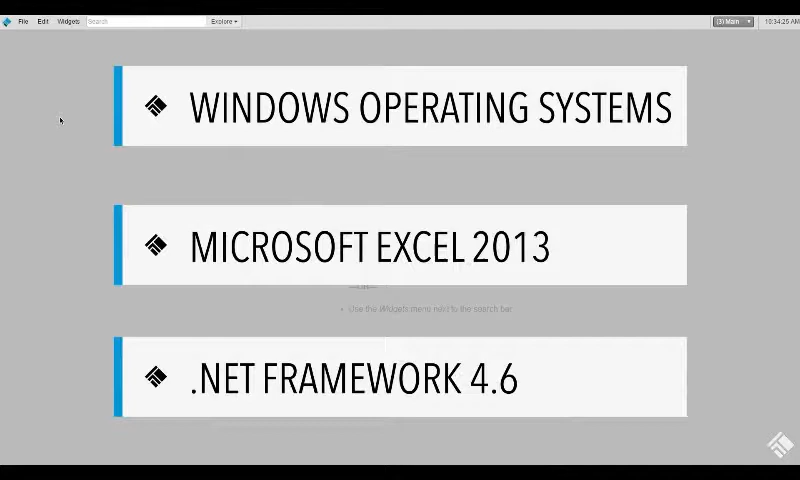 File Edit Widgets Search Explore (3) Main 10:34:25 AM
WINDOWS OPERATING SYSTEMS
MICROSOFT EXCEL 2013
Use the Widgets menu next to the search bar
.NET FRAMEWORK 4.6